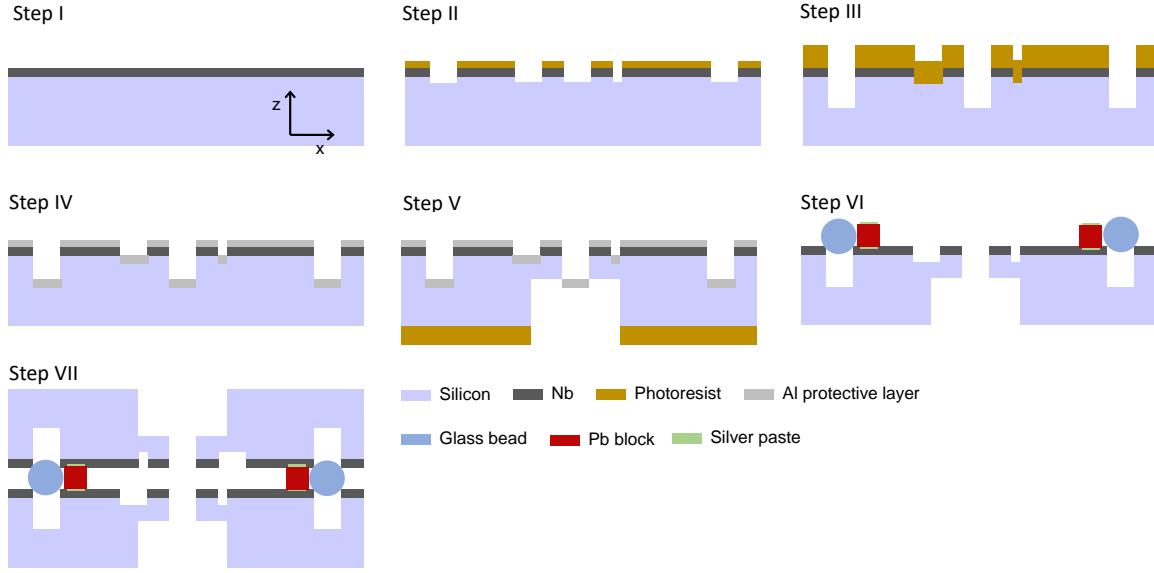 Step I
Step II
Step III
z
x
Step IV
Step V
Step VI
Step VII
Silicon
Nb
Photoresist
Al protective layer
Glass bead
Pb block
Silver paste